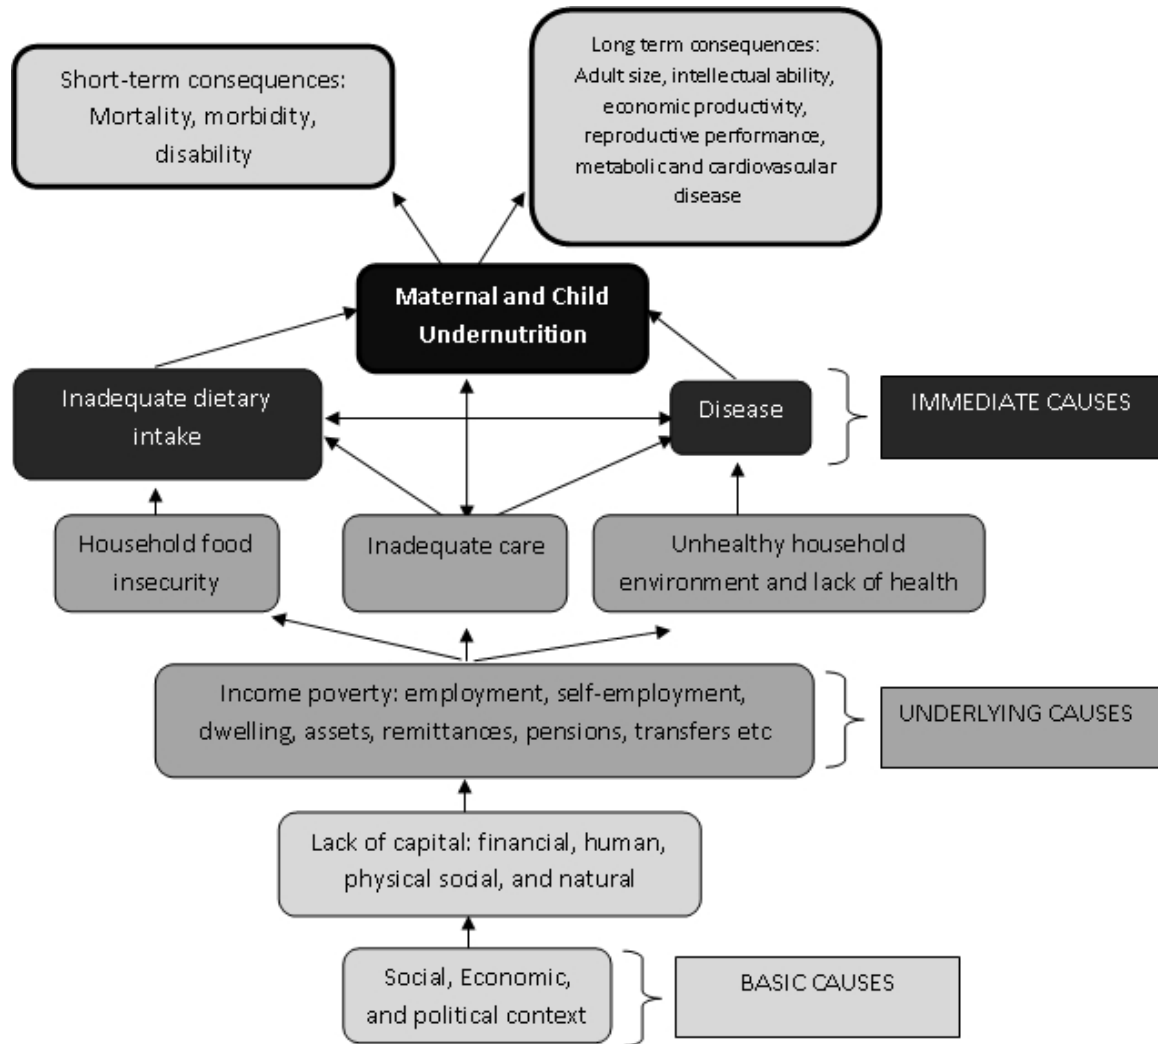 Short-term consequences:
Mortality, morbidity,
disability
Long term consequences:
Adult size, intellectual ability,
economic productivity,
reproductive performance,
metabolic and cardiovascular
disease
Maternal and Child
Undernutrition
Inadequate dietary
intake
Disease
IMMEDIATE CAUSES
Household food
insecurity
Inadequate care
Unhealthy household
environment and lack of health
Income poverty: employment, self-employment,
dwelling, assets, remittances, pensions, transfers etc
UNDERLYING CAUSES
Lack of capital: financial, human,
physical social, and natural
Social, Economic,
and political context
BASIC CAUSES